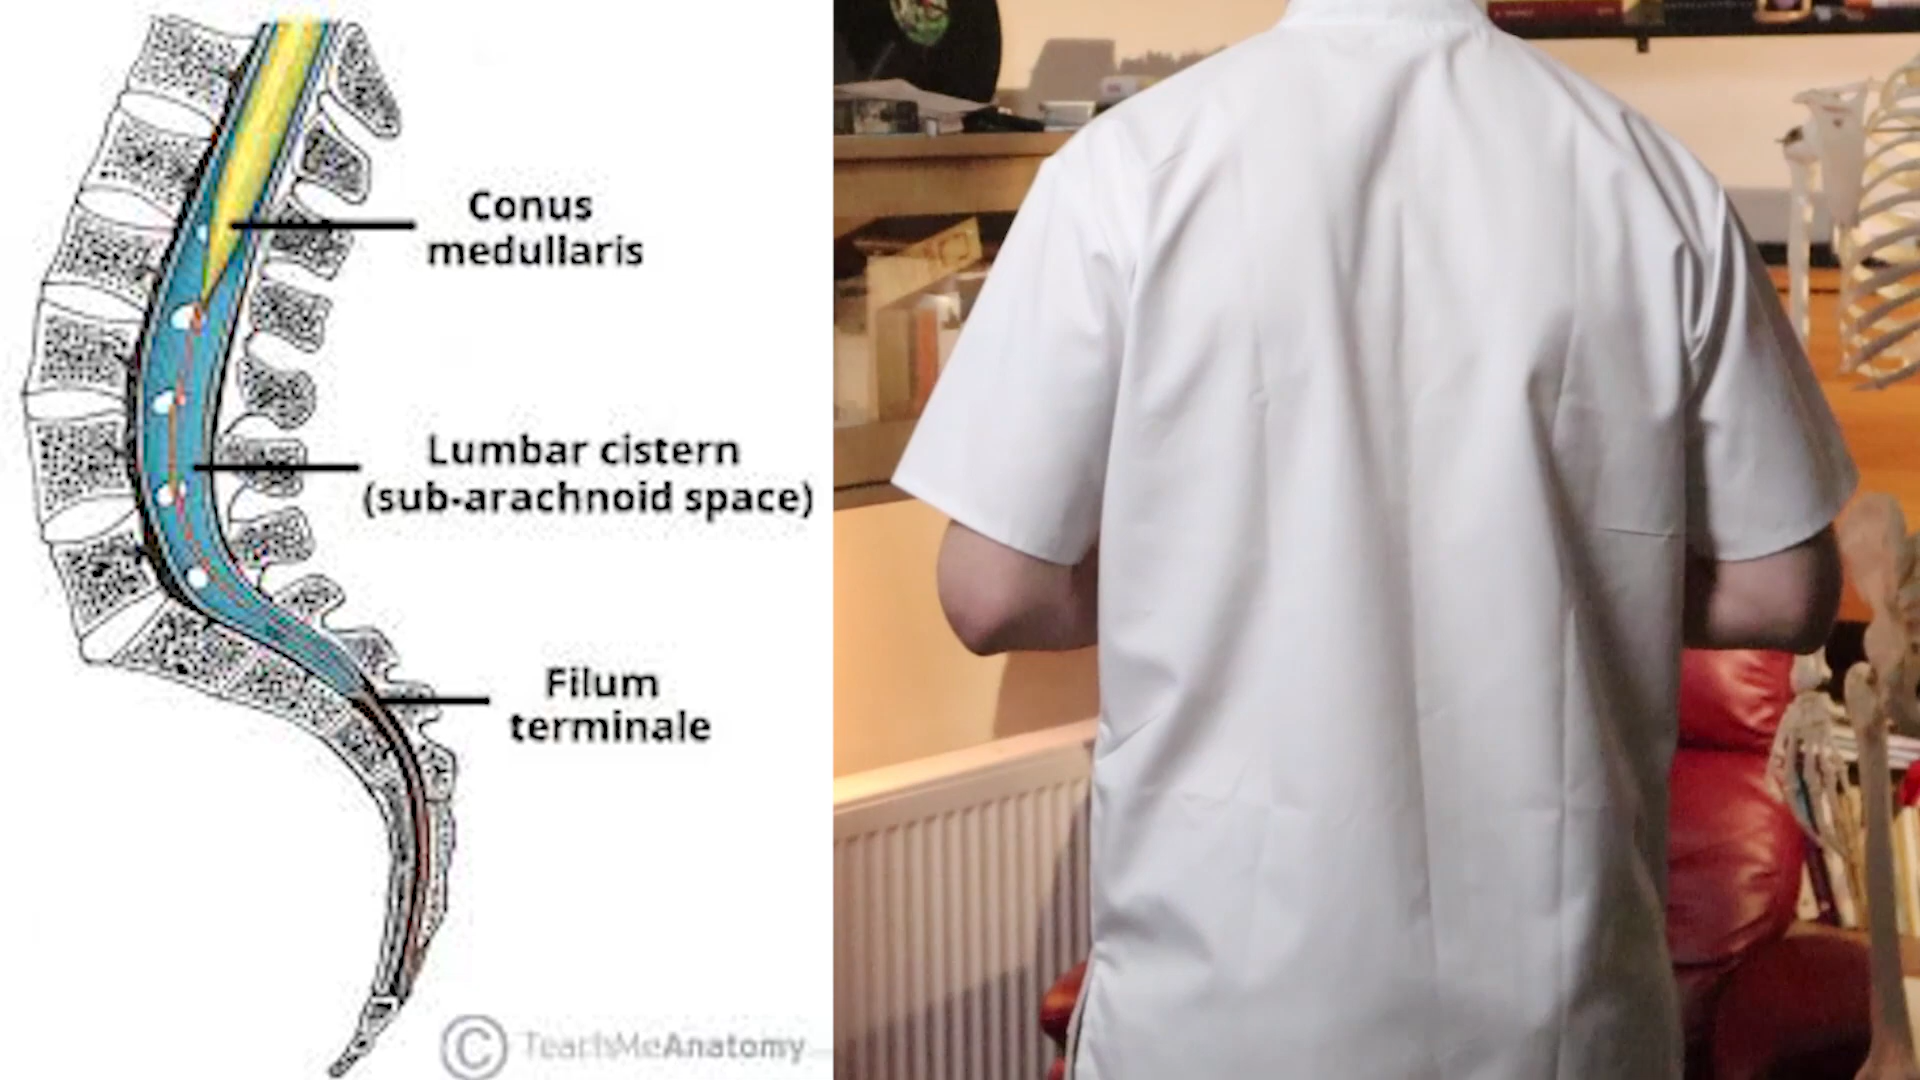 Conus
medullaris
Lumbar cistern
(sub-arachnoid space)
Filum
terminale
© TeachMeAnatomy